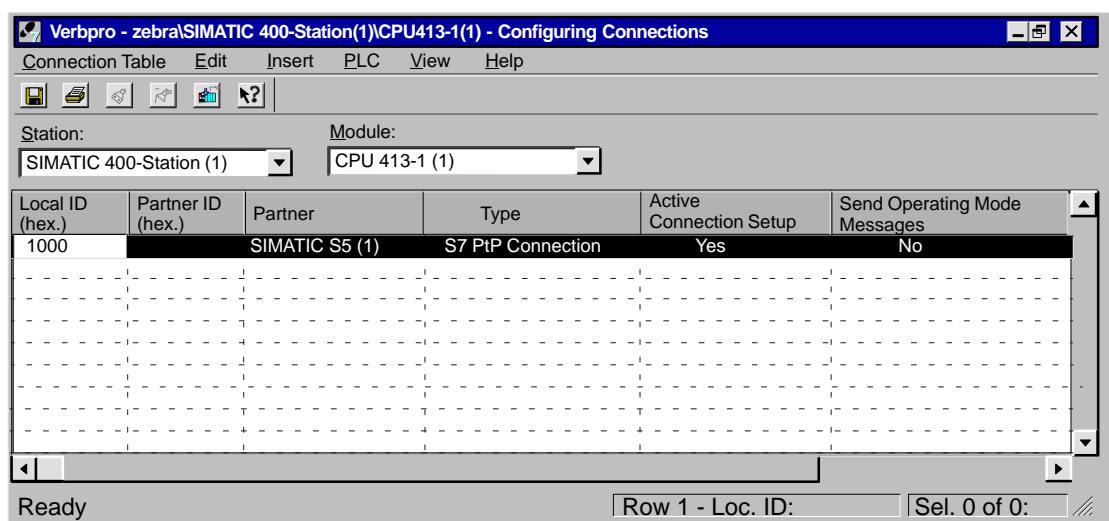 Verbpro - zebra\SIMATIC 400-Station(1)\CPU413-1(1) - Configuring Connections
Connection Table Edit Insert PLC View Help
Station: Module:
SIMATIC 400-Station (1) CPU 413-1 (1)
Local ID (hex.) Partner ID (hex.) Partner Type Active Connection Setup Send Operating Mode Messages
1000 SIMATIC S5 (1) S7 PtP Connection Yes No
Ready Row 1 - Loc. ID: Sel. 0 of 0: